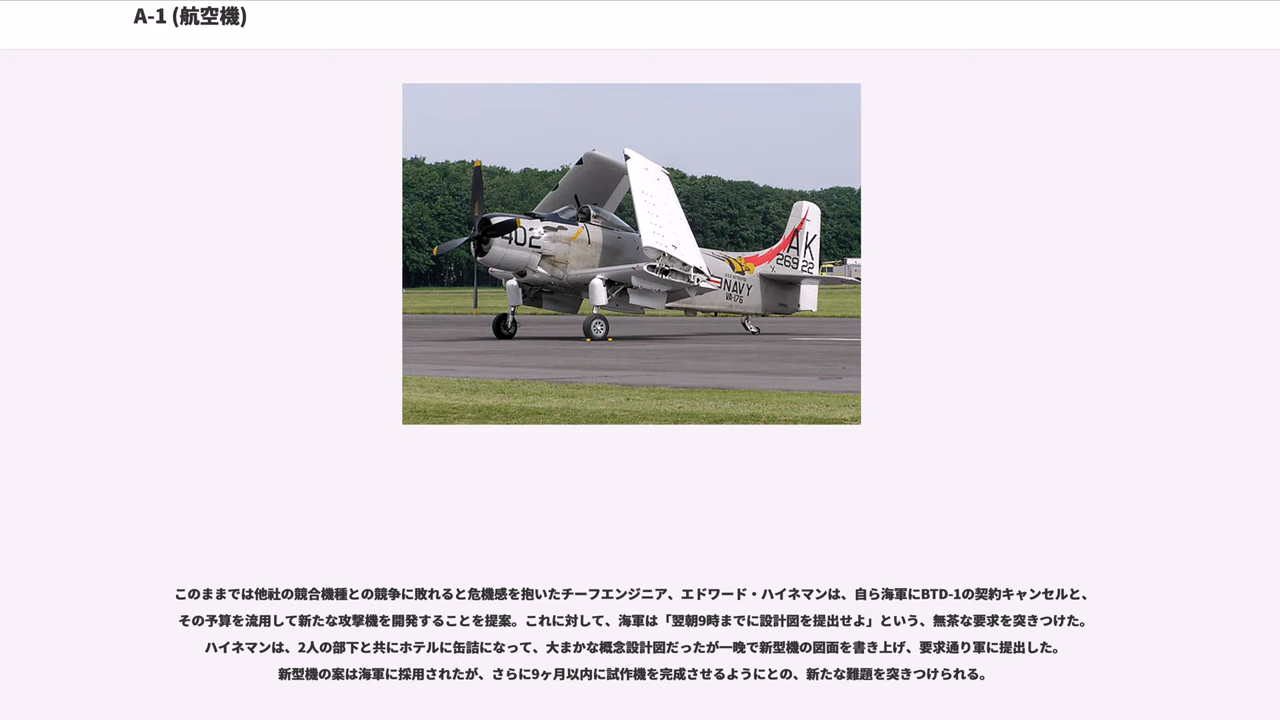 A-1 (航空機)
402
AK
26922
NAVY
VA-176
このままでは他社の競合機種との競争に敗れると危機感を抱いたチーフエンジニア、エドワード・ハイネマンは、自ら海軍にBTD-1の契約キャンセルと、
その予算を流用して新たな攻撃機を開発することを提案。これに対して、海軍は「翌朝9時までに設計図を提出せよ」という、無茶な要求を突きつけた。
ハイネマンは、2人の部下と共にホテルに缶詰になって、大まかな概念設計図だったが一晩で新型機の図面を書き上げ、要求通り軍に提出した。
新型機の案は海軍に採用されたが、さらに9ヶ月以内に試作機を完成させるようにとの、新たな難題を突きつけられる。